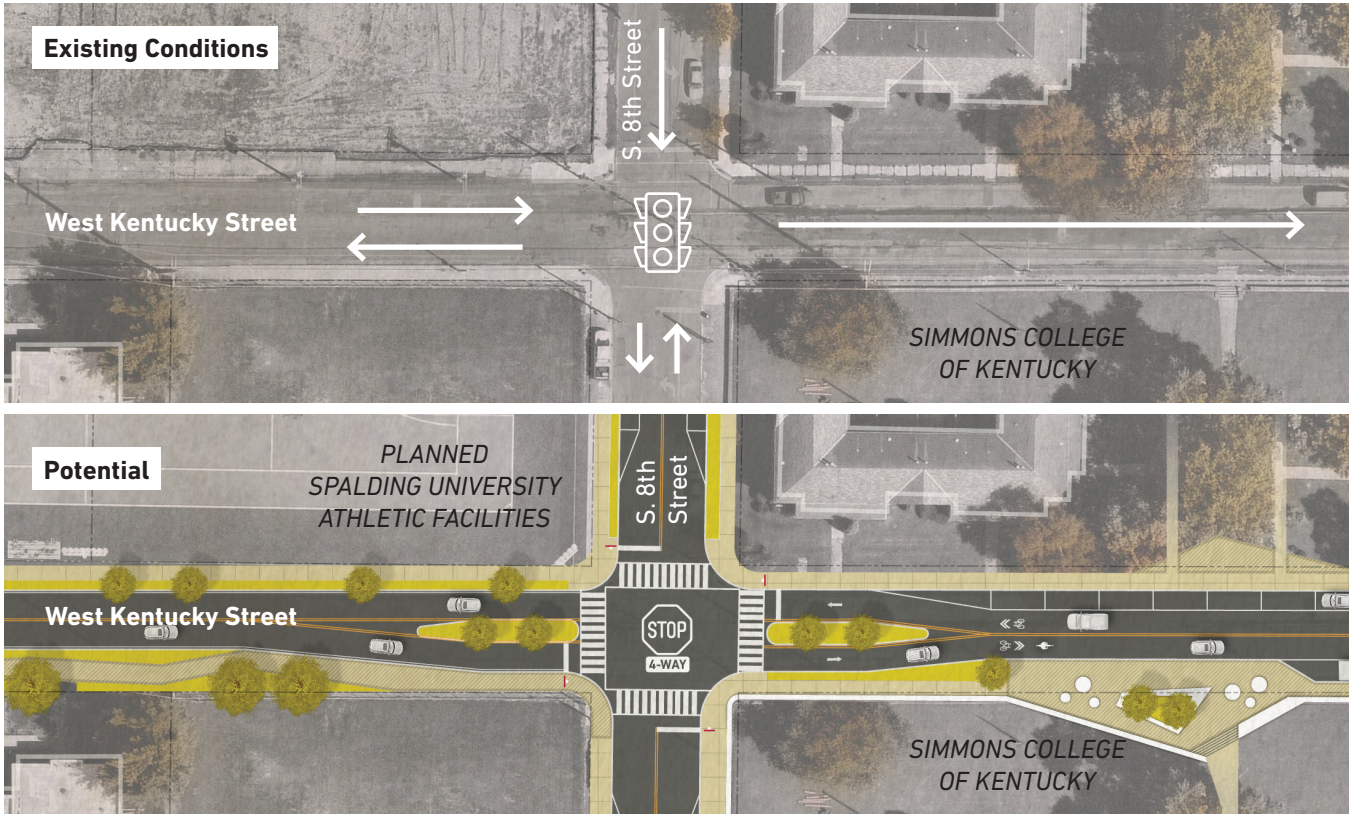 Existing Conditions
S. 8th Street
West Kentucky Street
SIMMONS COLLEGE
OF KENTUCKY
Potential
PLANNED
SPALDING UNIVERSITY
ATHLETIC FACILITIES
S. 8th
Street
West Kentucky Street
STOP
4-WAY
SIMMONS COLLEGE
OF KENTUCKY